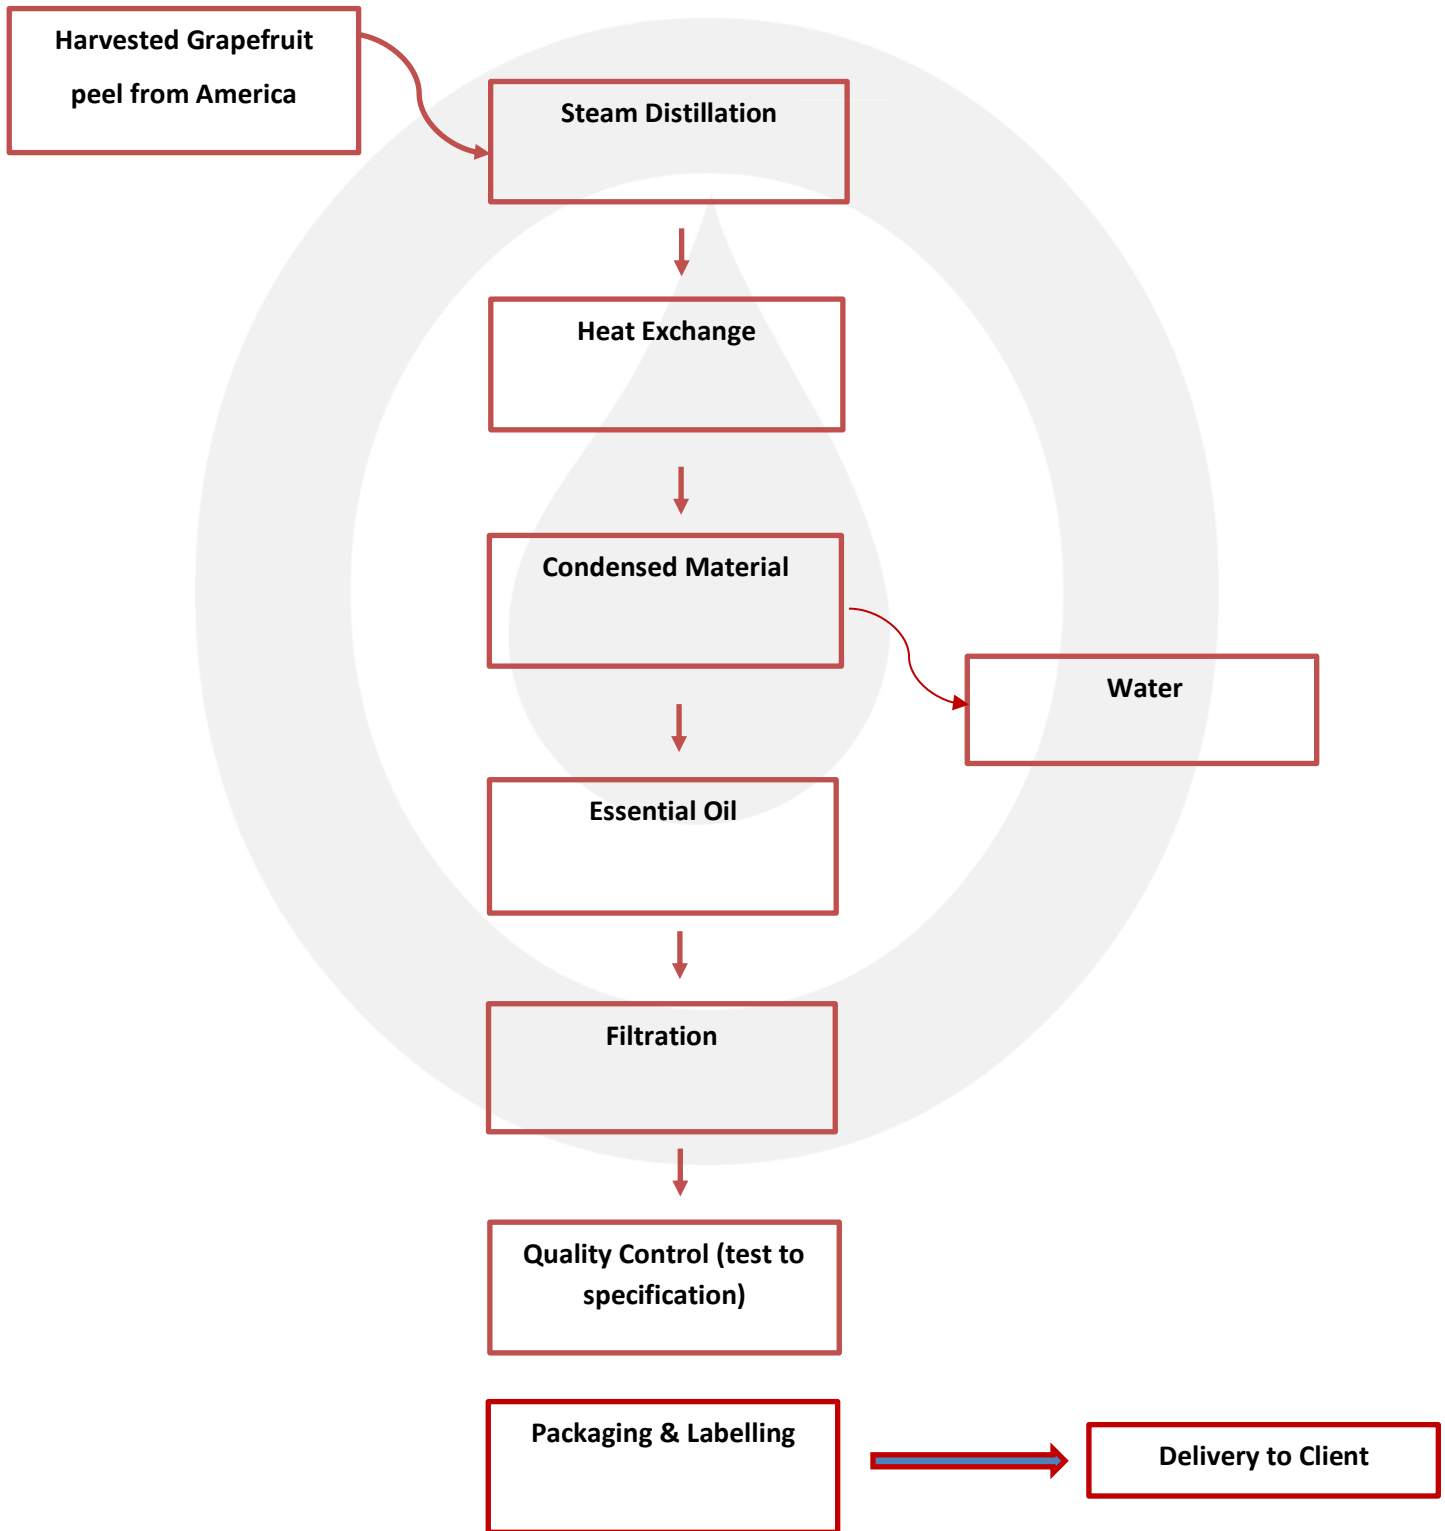 Harvested Grapefruit
peel from America
Steam Distillation
Heat Exchange
Condensed Material
Water
Essential Oil
Filtration
Quality Control (test to
specification)
Packaging & Labelling
Delivery to Client